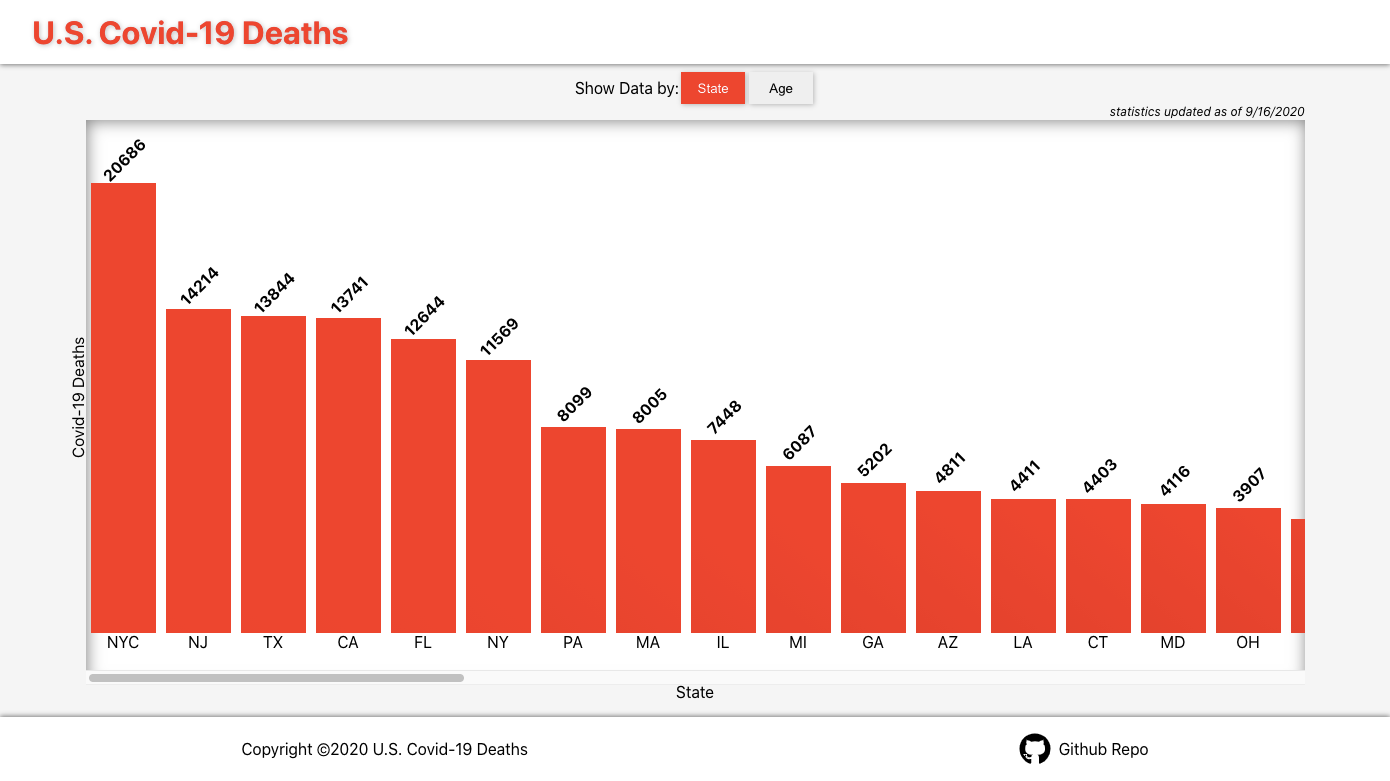 U.S. Covid-19 Deaths
Show Data by: State Age
statistics updated as of 9/16/2020
Covid-19 Deaths
20686
14214
13844
13741
12644
11569
8099
8005
7448
6087
5202
4811
4411
4403
4116
3907
NYC NJ TX CA FL NY PA MA IL MI GA AZ LA CT MD OH
State
Copyright ©2020 U.S. Covid-19 Deaths
Github Repo